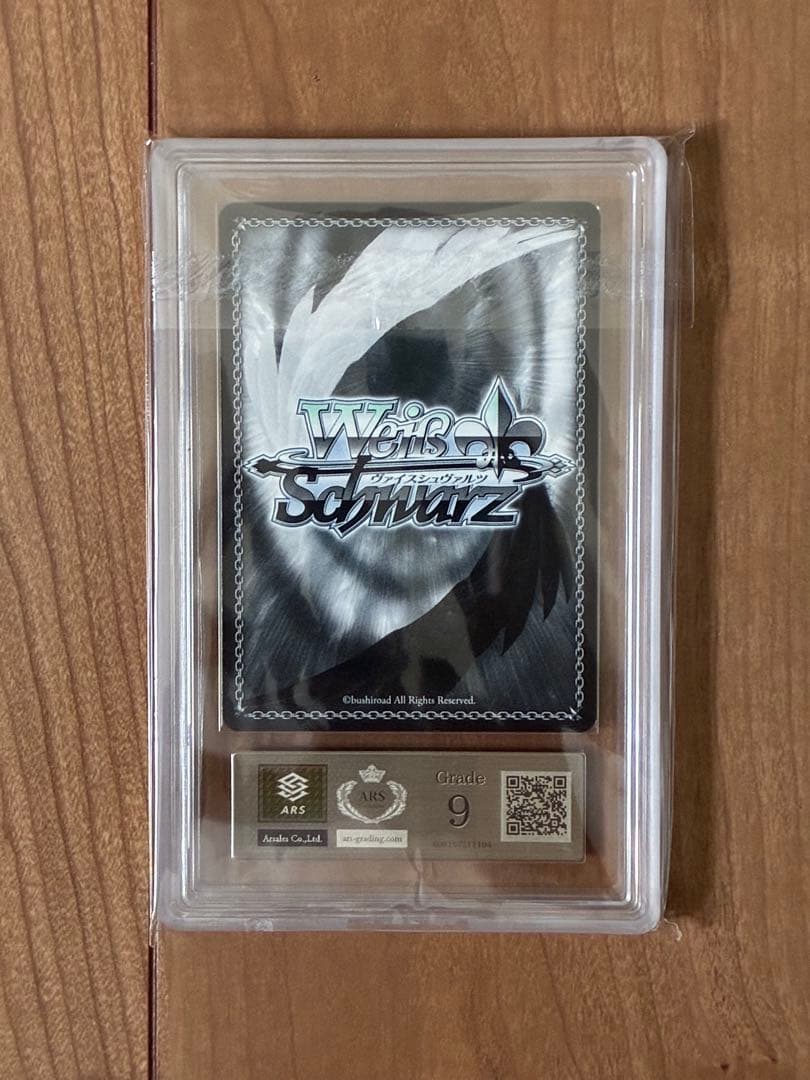 Weiß
ヴァイスシュヴァルツ
Schwarz
©bushiroad All Rights Reserved.
ARS
Arsales Co.,Ltd.
ARS
ars-grading.com
Grade
9